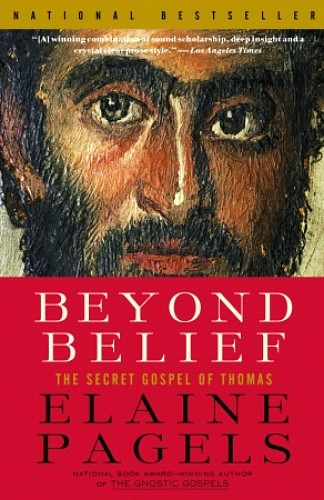 NATIONAL BESTSELLER
"[A] winning combination of sound scholarship, deep insight and a
crystal clear prose style."—Los Angeles Times
BEYOND
BELIEF
THE SECRET GOSPEL OF THOMAS
ELAINE
PAGELS
NATIONAL BOOK AWARD–WINNING AUTHOR
OF THE GNOSTIC GOSPELS